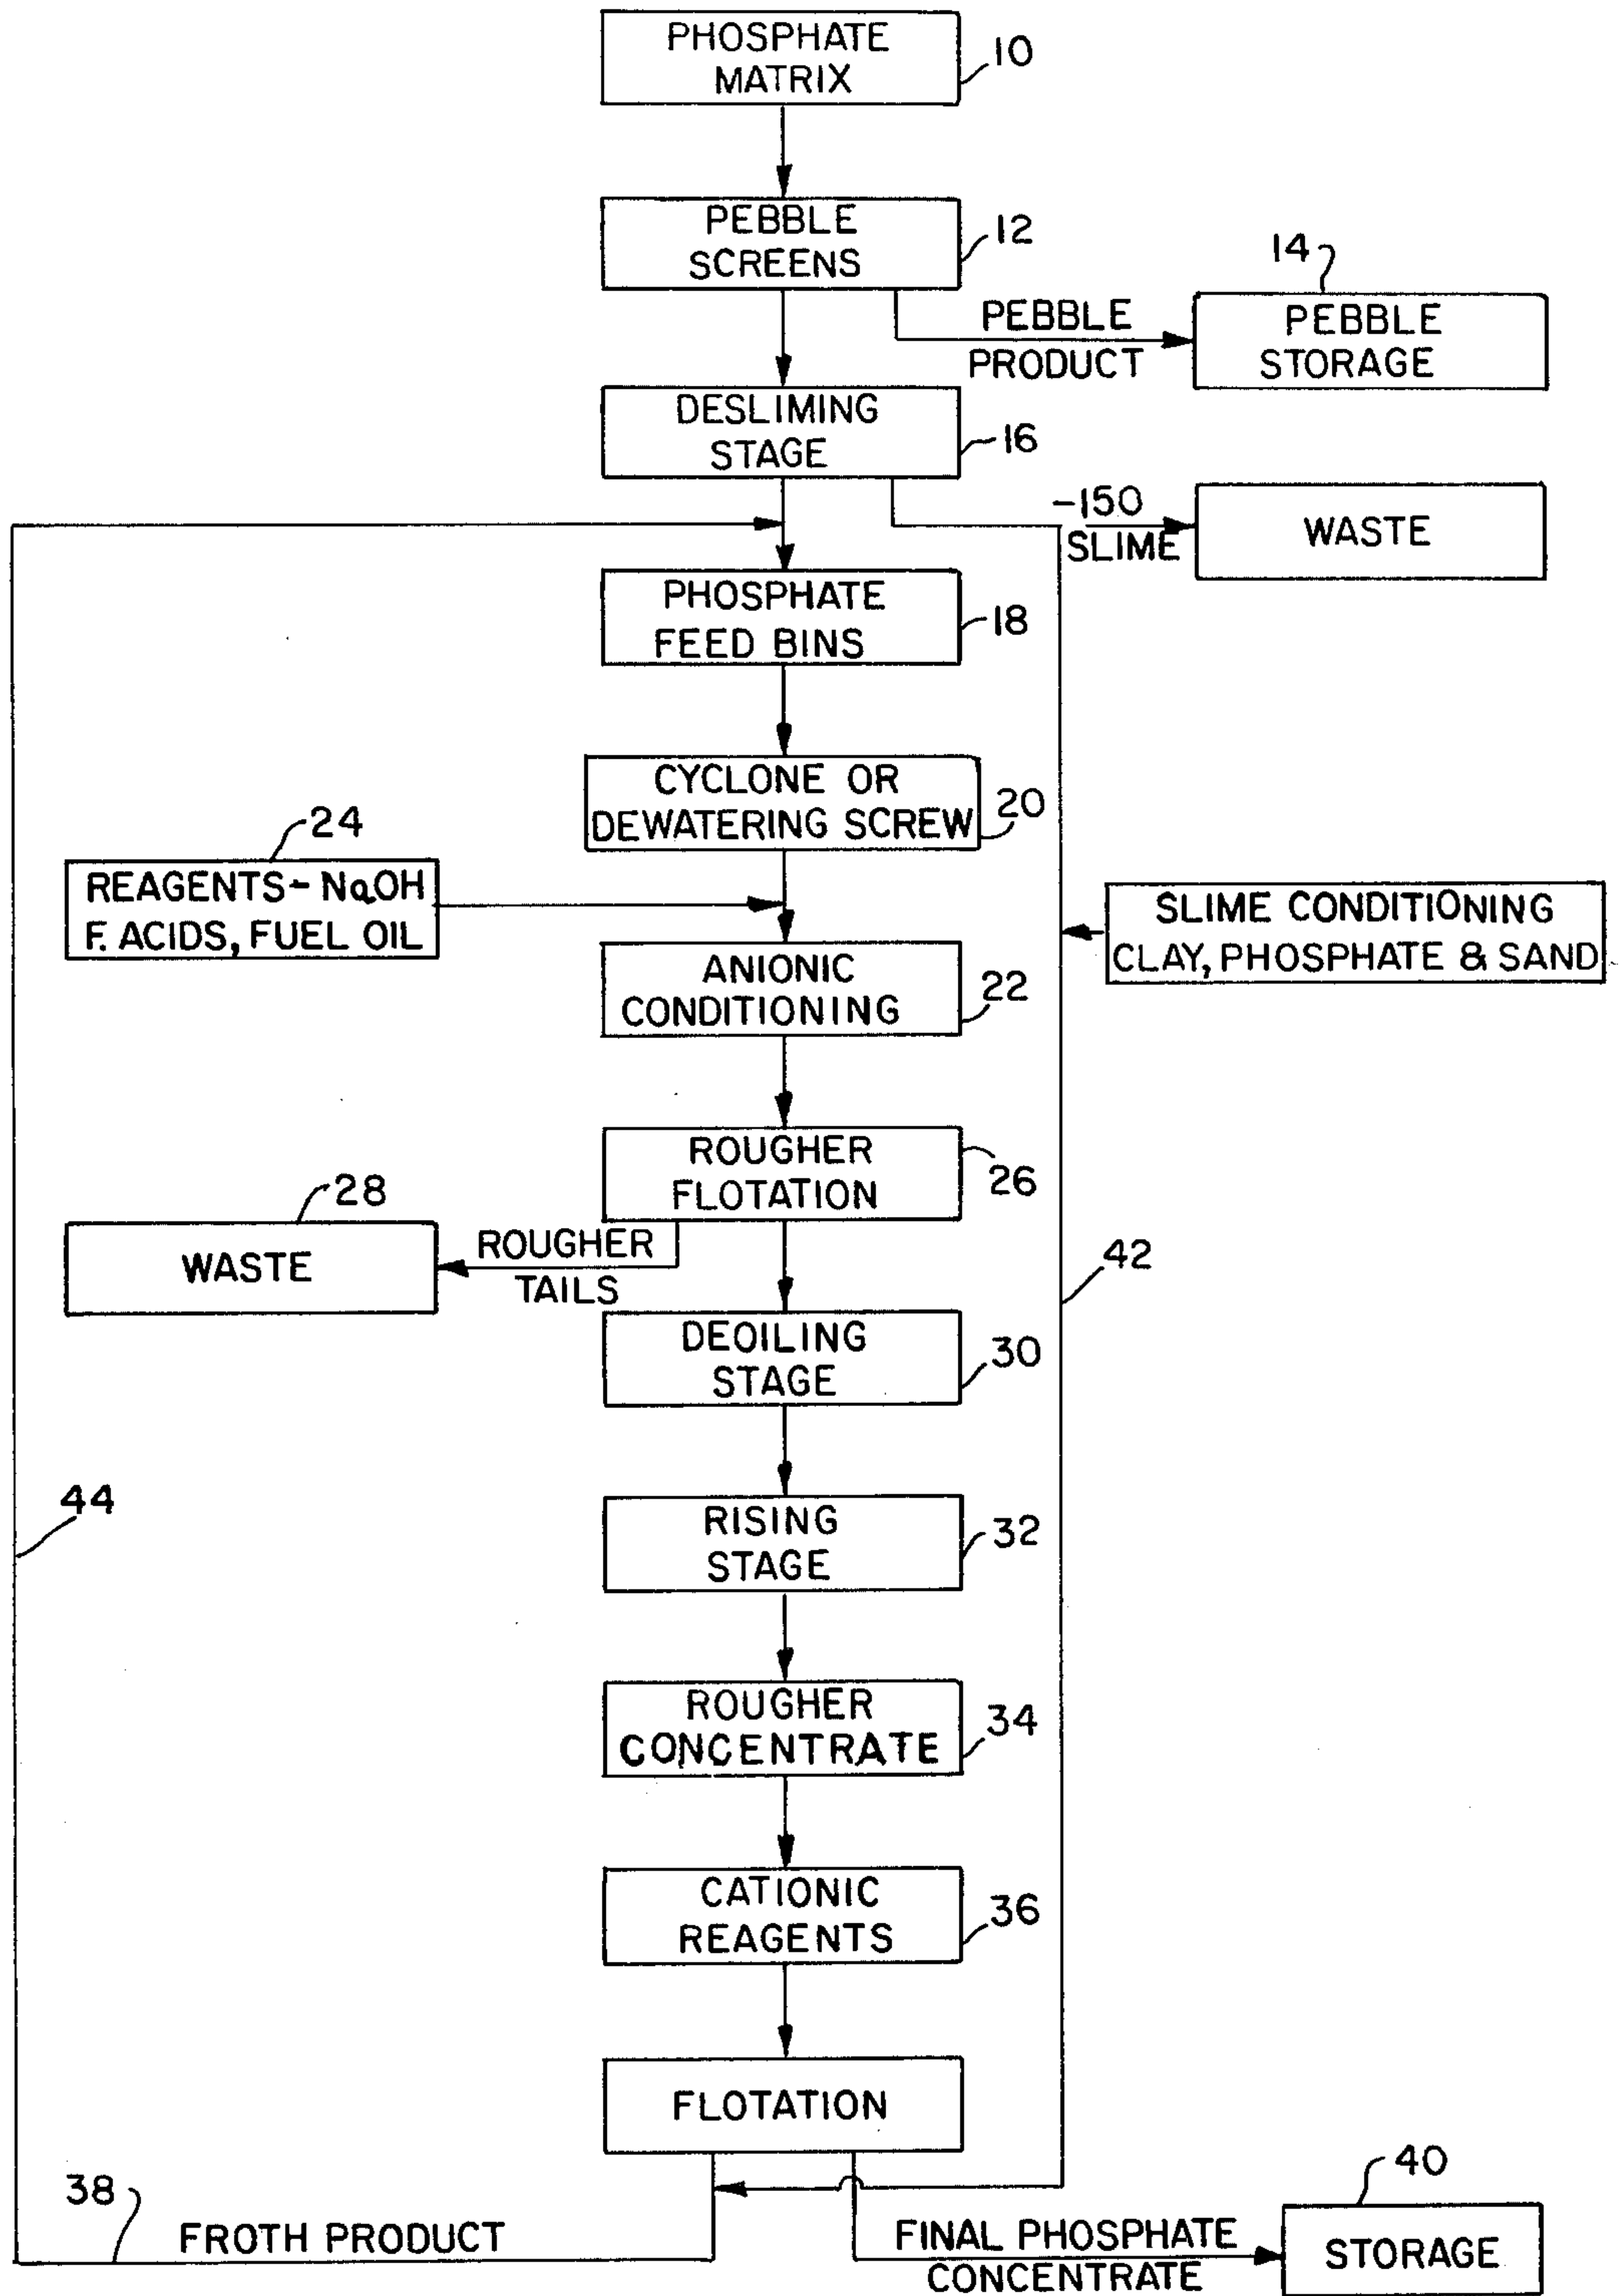 PHOSPHATE
MATRIX
10
PEBBLE
SCREENS
12
14
PEBBLE
PRODUCT
PEBBLE
STORAGE
DESLIMING
STAGE
16
-150
SLIME
WASTE
PHOSPHATE
FEED BINS
18
CYCLONE OR
DEWATERING SCREW
20
24
REAGENTS- NaOH
F. ACIDS, FUEL OIL
SLIME CONDITIONING
CLAY, PHOSPHATE & SAND
ANIONIC
CONDITIONING
22
ROUGHER
FLOTATION
26
28
WASTE
ROUGHER
TAILS
42
DEOILING
STAGE
30
44
RISING
STAGE
32
ROUGHER
CONCENTRATE
34
CATIONIC
REAGENTS
36
FLOTATION
38
FROTH PRODUCT
FINAL PHOSPHATE
CONCENTRATE
40
STORAGE